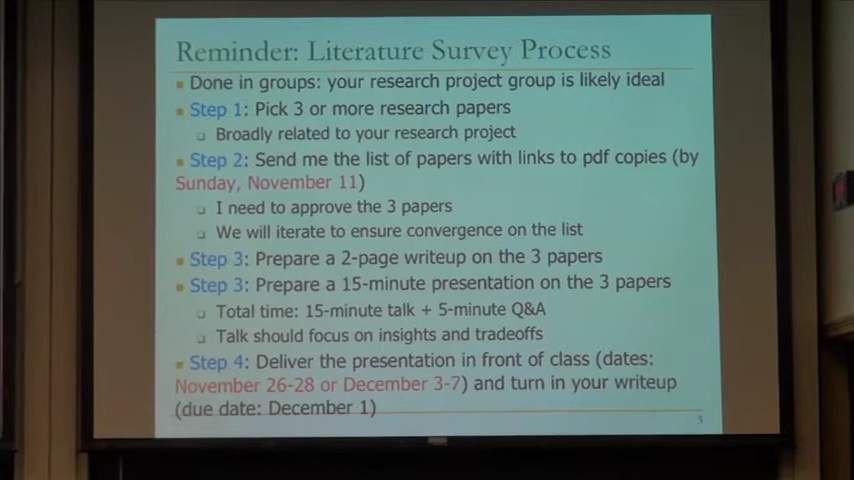 Reminder: Literature Survey Process
Done in groups: your research project group is likely ideal
Step 1: Pick 3 or more research papers
Broadly related to your research project
Step 2: Send me the list of papers with links to pdf copies (by
Sunday, November 11)
I need to approve the 3 papers
We will iterate to ensure convergence on the list
Step 3: Prepare a 2-page writeup on the 3 papers
Step 3: Prepare a 15-minute presentation on the 3 papers
Total time: 15-minute talk + 5-minute Q&A
Talk should focus on insights and tradeoffs
Step 4: Deliver the presentation in front of class (dates:
November 26-28 or December 3-7) and turn in your writeup
(due date: December 1)
3